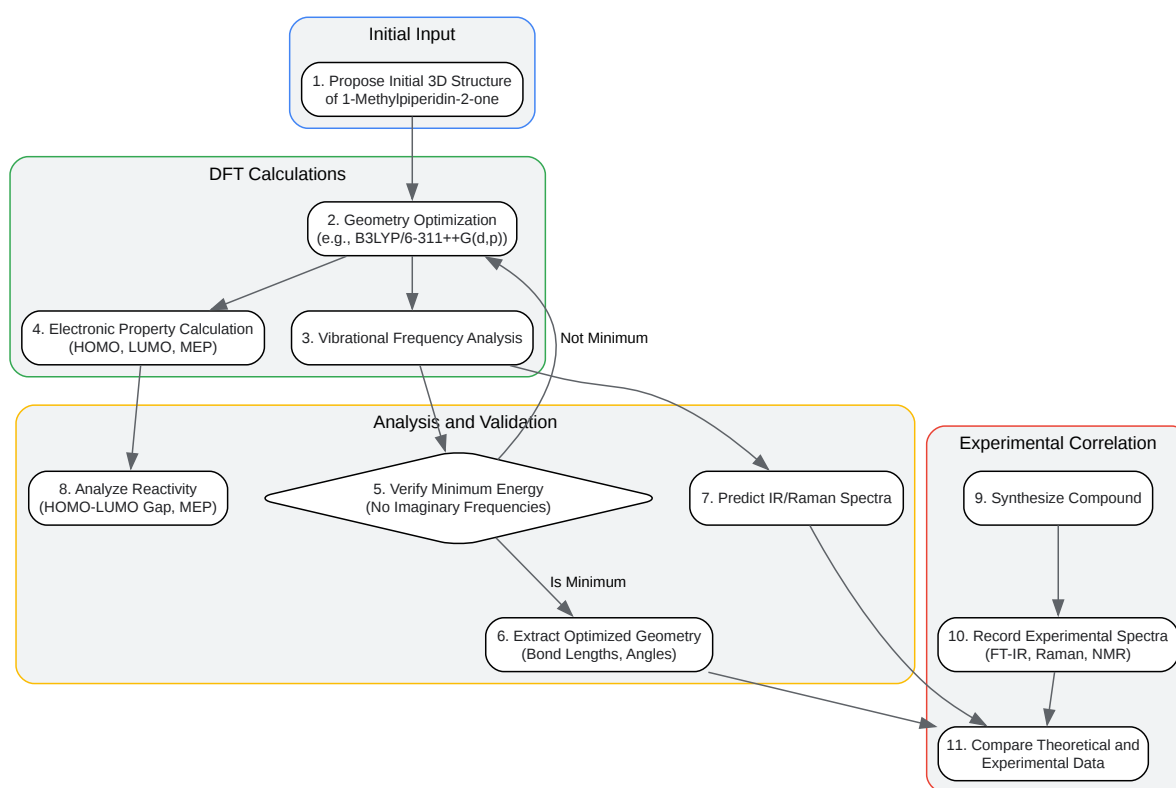 Initial Input
1. Propose Initial 3D Structure
of 1-Methylpiperidin-2-one
DFT Calculations
2. Geometry Optimization
(e.g., B3LYP/6-311++G(d,p))
4. Electronic Property Calculation
(HOMO, LUMO, MEP)
3. Vibrational Frequency Analysis
Not Minimum
Analysis and Validation
Experimental Correlation
8. Analyze Reactivity
(HOMO-LUMO Gap, MEP)
5. Verify Minimum Energy
(No Imaginary Frequencies)
7. Predict IR/Raman Spectra
9. Synthesize Compound
Is Minimum
6. Extract Optimized Geometry
(Bond Lengths, Angles)
10. Record Experimental Spectra
(FT-IR, Raman, NMR)
11. Compare Theoretical and
Experimental Data